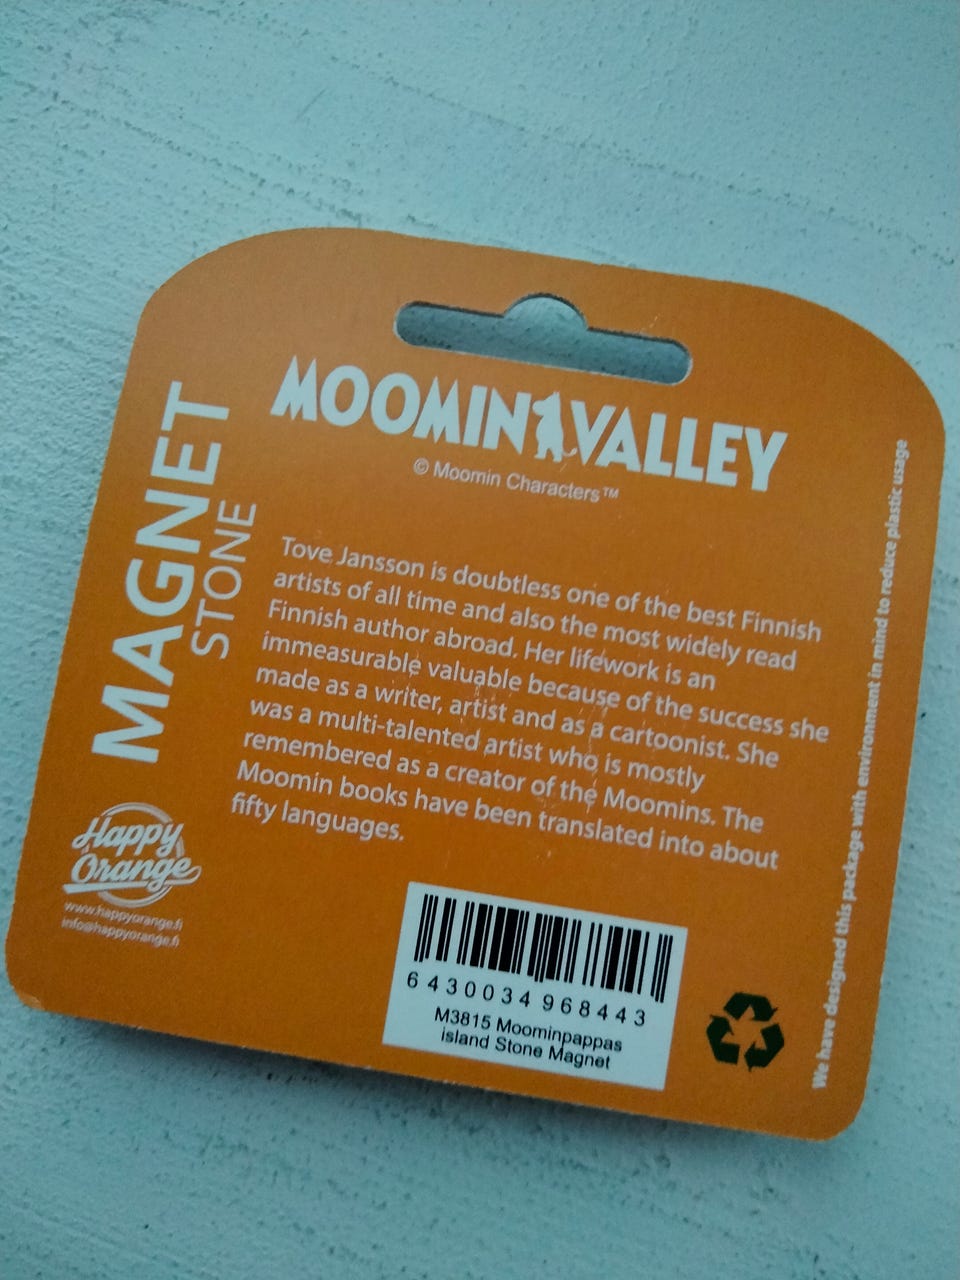 MOOMINVALLEY
© Moomin Characters™
MAGNET
STONE
Tove Jansson is doubtless one of the best Finnish
artists of all time and also the most widely read
Finnish author abroad. Her lifework is an
immeasurable valuable because of the success she
made as a writer, artist and as a cartoonist. She
was a multi-talented artist who is mostly
remembered as a creator of the Moomins. The
Moomin books have been translated into about
fifty languages.
Happy
Orange
www.happyorange.fi
info@happyorange.fi
6 430034 968443
M3815 Moominpappas
island Stone Magnet
We have designed this package with environment in mind to reduce plastic usage